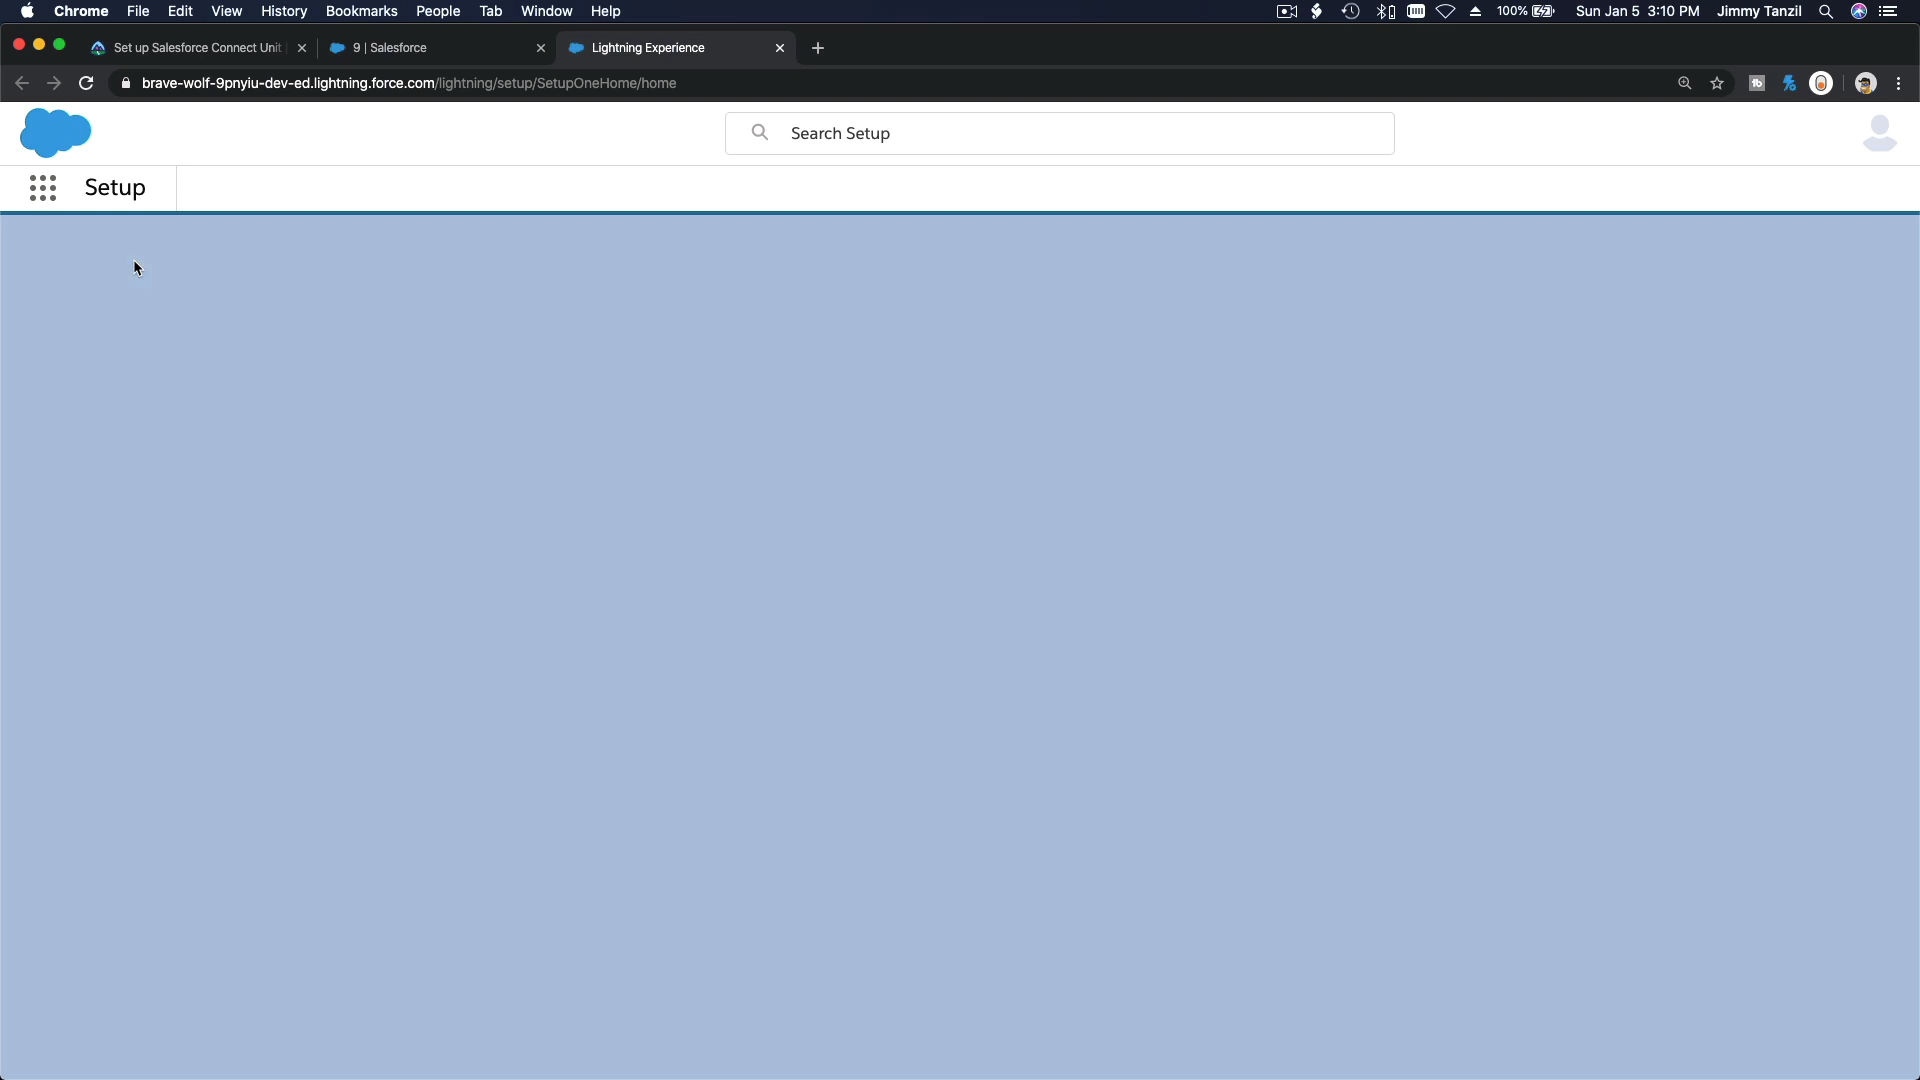 Chrome File Edit View History Bookmarks People Tab Window Help 100% Sun Jan 5 3:10 PM Jimmy Tanzil
Set up Salesforce Connect Unit 9 | Salesforce Lightning Experience
brave-wolf-9pnyiu-dev-ed.lightning.force.com/lightning/setup/SetupOneHome/home
Search Setup
Setup